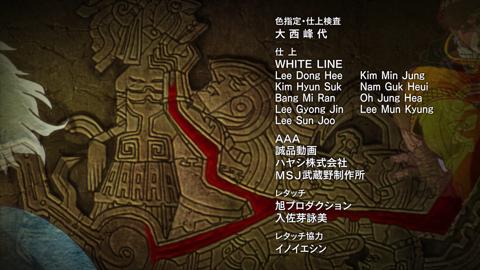 色指定・仕上検査
大西峰代
仕上
WHITE LINE
Lee Dong Hee Kim Min Jung
Kim Hyun Suk Nam Guk Heui
Bang Mi Ran Oh Jung Hea
Lee Gyong Jin Lee Mun Kyung
Lee Sun Joo
AAA
誠品動画
ハヤシ株式会社
MSJ武蔵野制作所
レタッチ
旭プロダクション
入佐芽詠美
レタッチ協力
イノイエシン